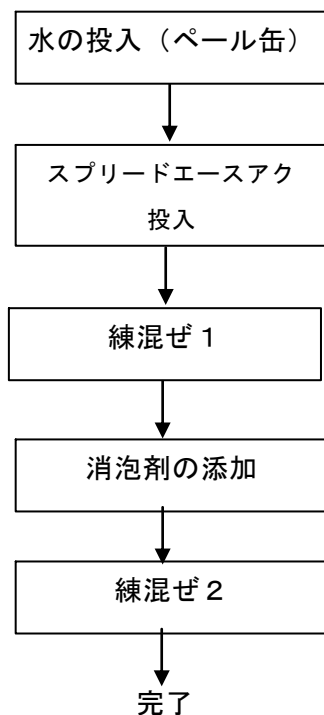 水の投入（ペール缶）
スプリードエースアク
投入
練混ぜ１
消泡剤の添加
練混ぜ２
完了